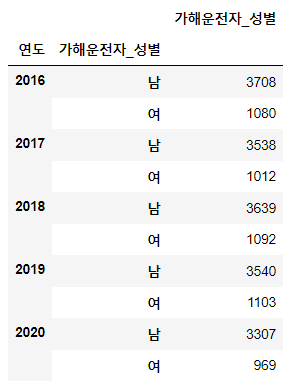 가해운전자_성별
연도 가해운전자_성별
2016 남 3708
여 1080
2017 남 3538
여 1012
2018 남 3639
여 1092
2019 남 3540
여 1103
2020 남 3307
여 969